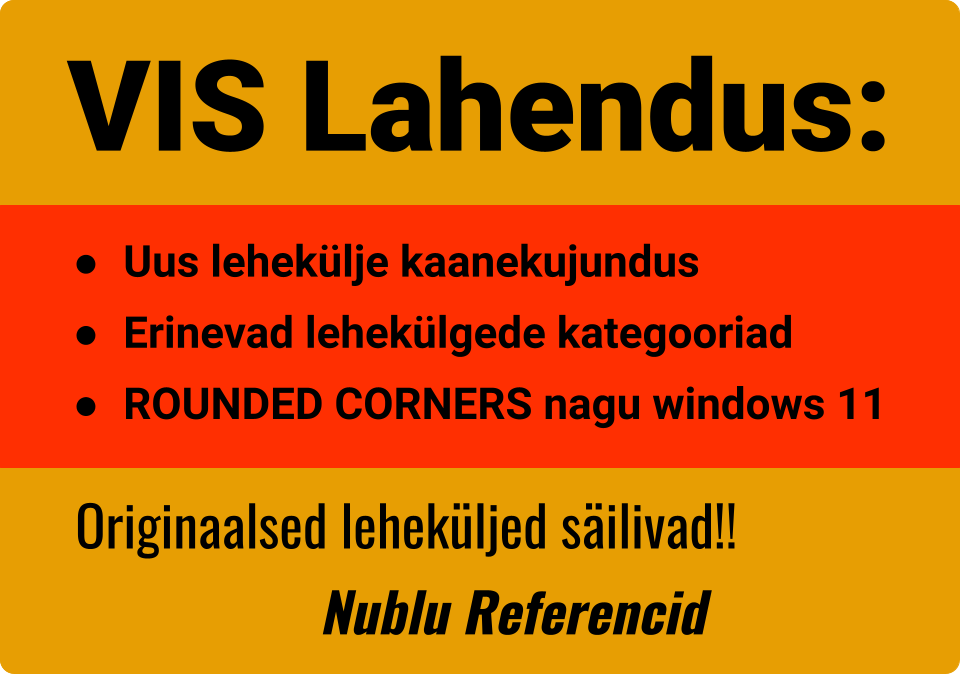 VIS Lahendus:
● Uus lehekülje kaanekujundus
● Erinevad lehekülgede kategooriad
● ROUNDED CORNERS nagu windows 11
Originaalsed leheküljed säilivad!!
Nublu Referencid